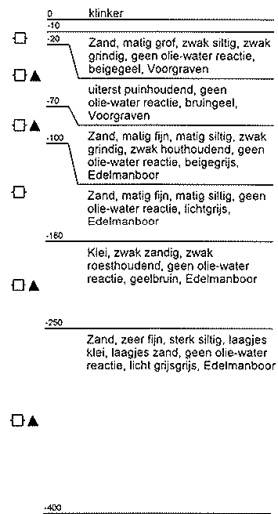 0 klinker
-10
-20
Zand, matig grof, zwak siltig, zwak
grindig, geen olie-water reactie,
beigegeel, Voorgraven
uiterst puinhoudend, geen
-70 olie-water reactie, bruingeel,
Voorgraven
-100 Zand, matig fijn, matig siltig, zwak
grindig, zwak houthoudend, geen
olie-water reactie, beigegrijs,
Edelmanboor
Zand, matig fijn, matig siltig, geen
olie-water reactie, lichtgrijs,
Edelmanboor
-180
Klei, zwak zandig, zwak
roesthoudend, geen olie-water
reactie, geelbruin, Edelmanboor
-250
Zand, zeer fijn, sterk siltig, laagjes
klei, laagjes zand, geen olie-water
reactie, licht grijsgrijs, Edelmanboor
-400